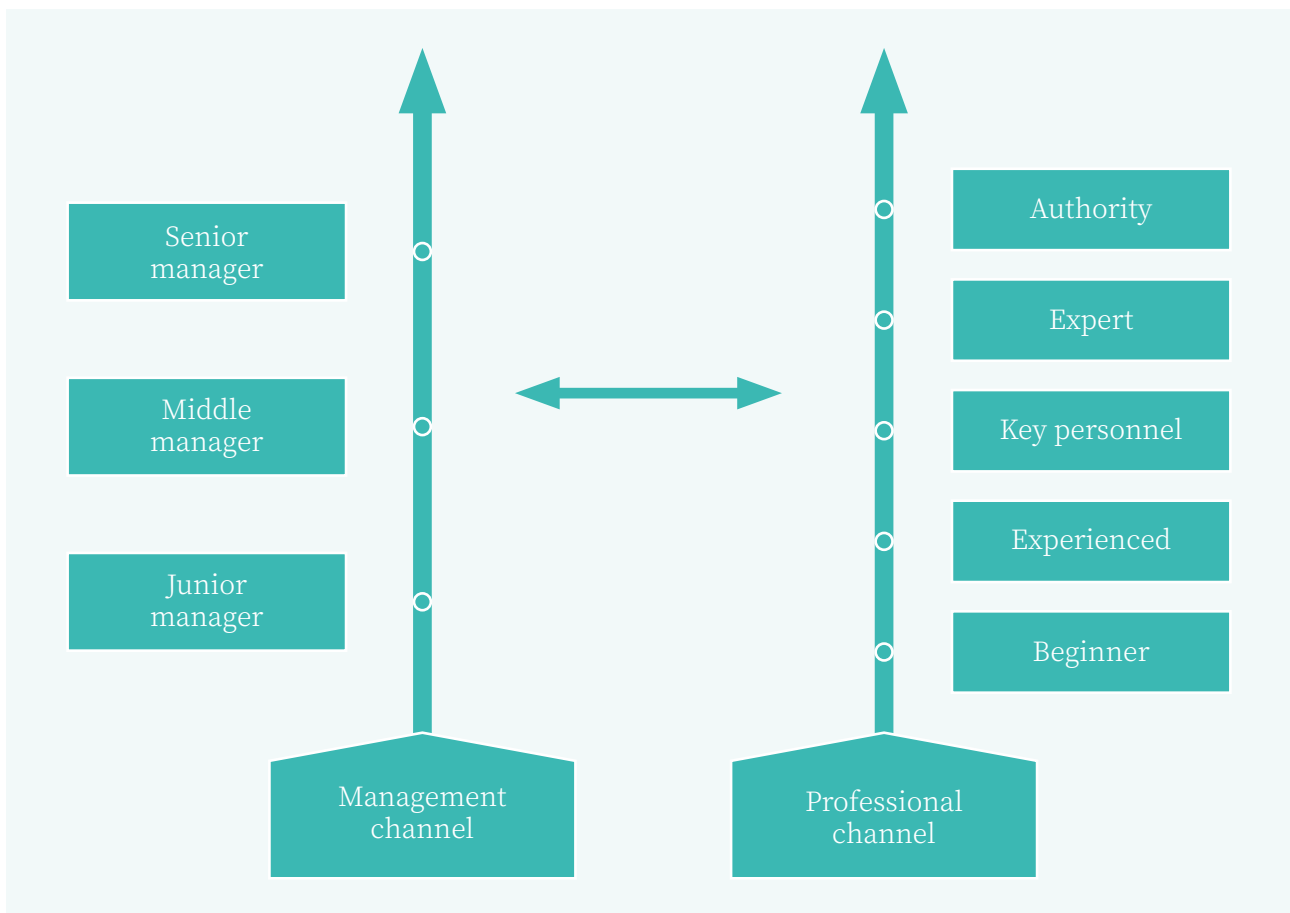 Senior
manager
Middle
manager
Junior
manager
Management
channel
Authority
Expert
Key personnel
Experienced
Beginner
Professional
channel